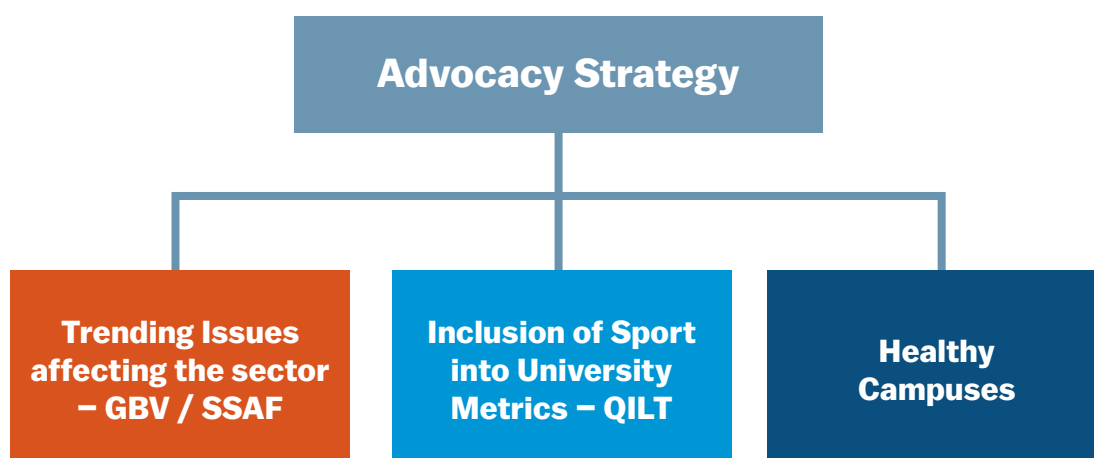 Advocacy Strategy
Trending Issues
affecting the sector
– GBV / SSAF
Inclusion of Sport
into University
Metrics – QILT
Healthy
Campuses